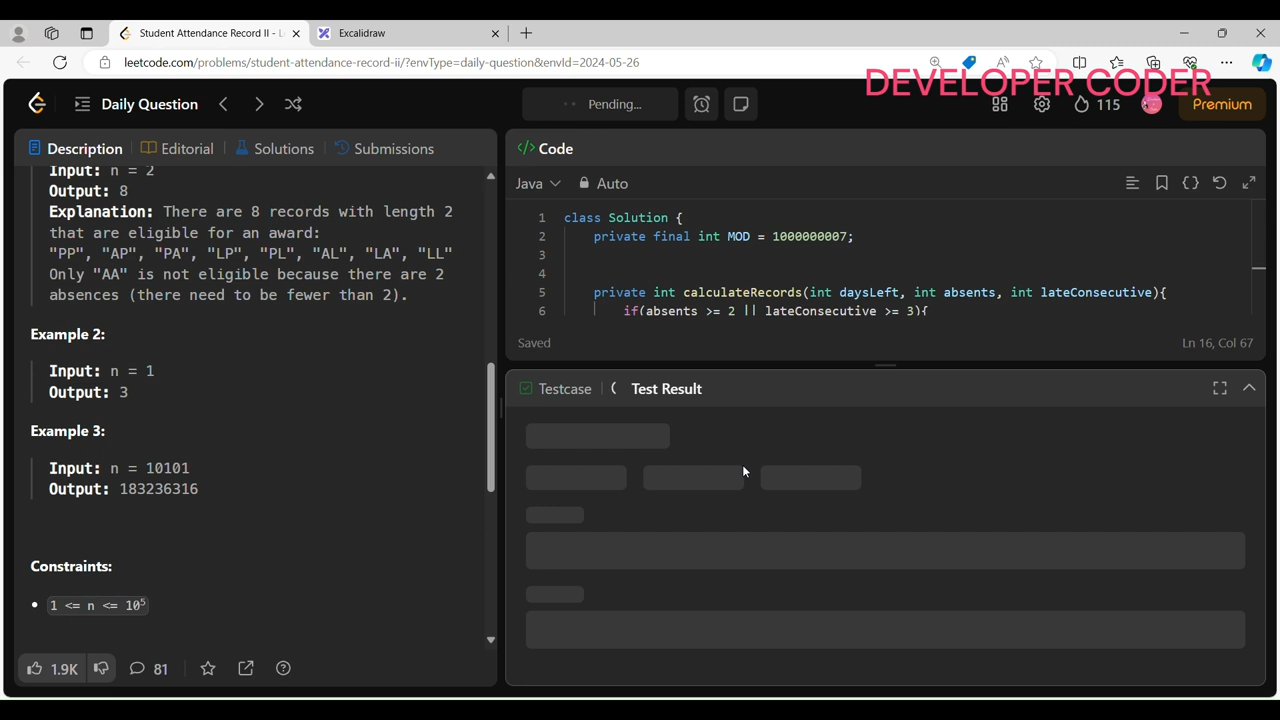 Student Attendance Record II - L
Excalidraw
leetcode.com/problems/student-attendance-record-ii/?envType=daily-question&envId=2024-05-26
DEVELOPER CODER
Daily Question
Pending...
115
Premium
Description
Editorial
Solutions
Submissions
Input: n = 2
Output: 8
Explanation: There are 8 records with length 2
that are eligible for an award:
"PP", "AP", "PA", "LP", "PL", "AL", "LA", "LL"
Only "AA" is not eligible because there are 2
absences (there need to be fewer than 2).
Example 2:
Input: n = 1
Output: 3
Example 3:
Input: n = 10101
Output: 183236316
Constraints:
1 <= n <= 10⁵
1.9K
81
</> Code
Java
Auto
1 class Solution {
2 private final int MOD = 1000000007;
3
4
5 private int calculateRecords(int daysLeft, int absents, int lateConsecutive){
6 if(absents >= 2 || lateConsecutive >= 3){
Saved
Ln 16, Col 67
Testcase
Test Result